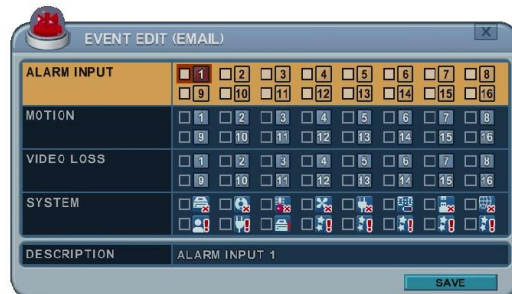 EVENT EDIT (EMAIL)
X
ALARM INPUT
1 2 3 4 5 6 7 8
9 10 11 12 13 14 15 16
MOTION
1 2 3 4 5 6 7 8
9 10 11 12 13 14 15 16
VIDEO LOSS
1 2 3 4 5 6 7 8
9 10 11 12 13 14 15 16
SYSTEM
DESCRIPTION
ALARM INPUT 1
SAVE